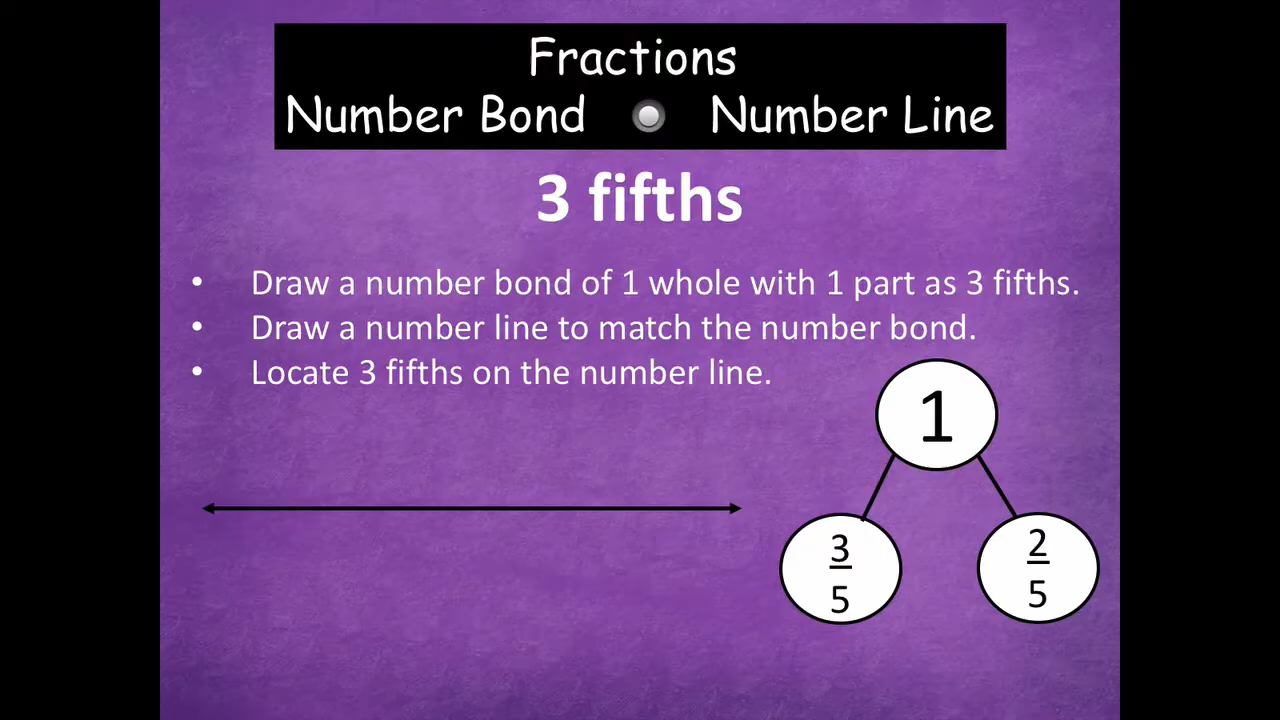 Fractions
Number Bond Number Line
3 fifths
• Draw a number bond of 1 whole with 1 part as 3 fifths.
• Draw a number line to match the number bond.
• Locate 3 fifths on the number line.
1
3
5
2
5